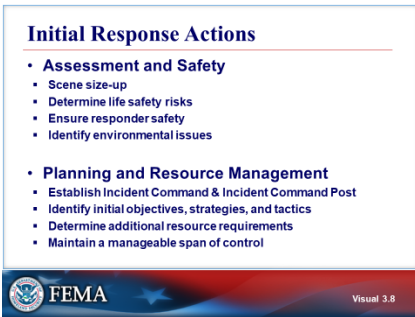 Initial Response Actions
• Assessment and Safety
▪ Scene size-up
▪ Determine life safety risks
▪ Ensure responder safety
▪ Identify environmental issues
• Planning and Resource Management
▪ Establish Incident Command & Incident Command Post
▪ Identify initial objectives, strategies, and tactics
▪ Determine additional resource requirements
▪ Maintain a manageable span of control
FEMA
Visual 3.8